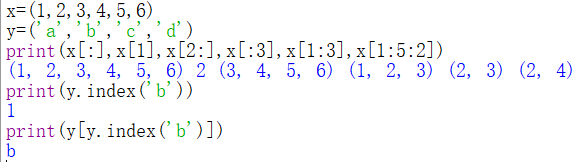 x=(1,2,3,4,5,6)
y=('a','b','c','d')
print(x[:],x[1],x[2:],x[:3],x[1:3],x[1:5:2])
(1, 2, 3, 4, 5, 6) 2 (3, 4, 5, 6) (1, 2, 3) (2, 3) (2, 4)
print(y.index('b'))
1
print(y[y.index('b')])
b